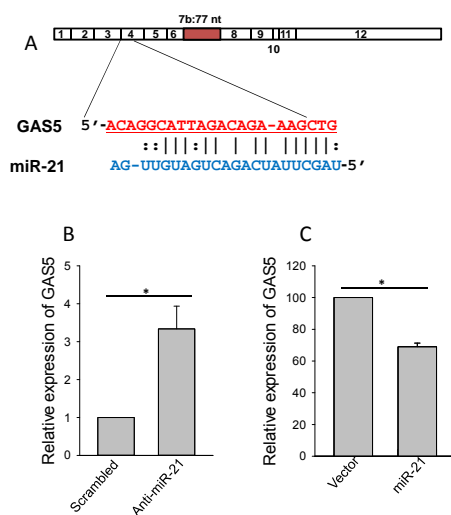 7b:77 nt
A
1 2 3 4 5 6 8 9 11 12
10
GAS5 5'-ACAGGCATTAGACAGA-AAGCTG
::|||:|| | || |||||:
miR-21 AG-UUGUAGUCAGACUAUUCGAU-5'
B
Relative expression of GAS5
5
4
3
2
1
0
*
Scrambled
Anti-miR-21
C
Relative expression of GAS5
120
100
80
60
40
20
0
*
Vector
miR-21